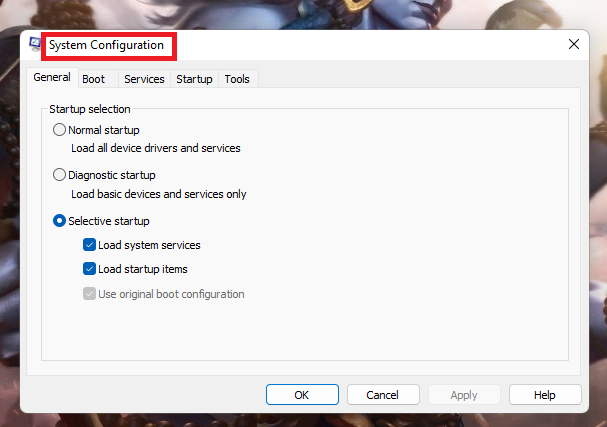 System Configuration
General Boot Services Startup Tools
Startup selection
Normal startup
Load all device drivers and services
Diagnostic startup
Load basic devices and services only
Selective startup
Load system services
Load startup items
Use original boot configuration
OK Cancel Apply Help